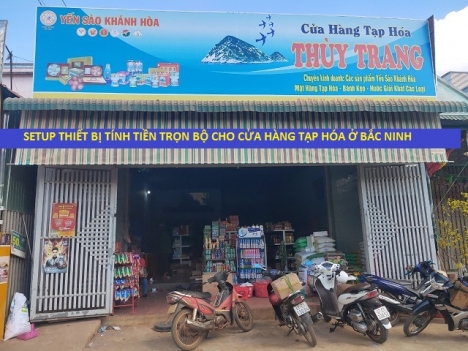 YẾN SÀO KHÁNH HÒA
Cửa Hàng Tạp Hóa
THÙY TRANG
Chuyên kinh doanh: Các sản phẩm Yến Sào Khánh Hòa
Mặt Hàng Tạp Hóa - Bánh Kẹo - Nước Giải Khát Các Loại
SETUP THIẾT BỊ TÍNH TIỀN TRỌN BỘ CHO CỬA HÀNG TẠP HÓA Ở BẮC NINH